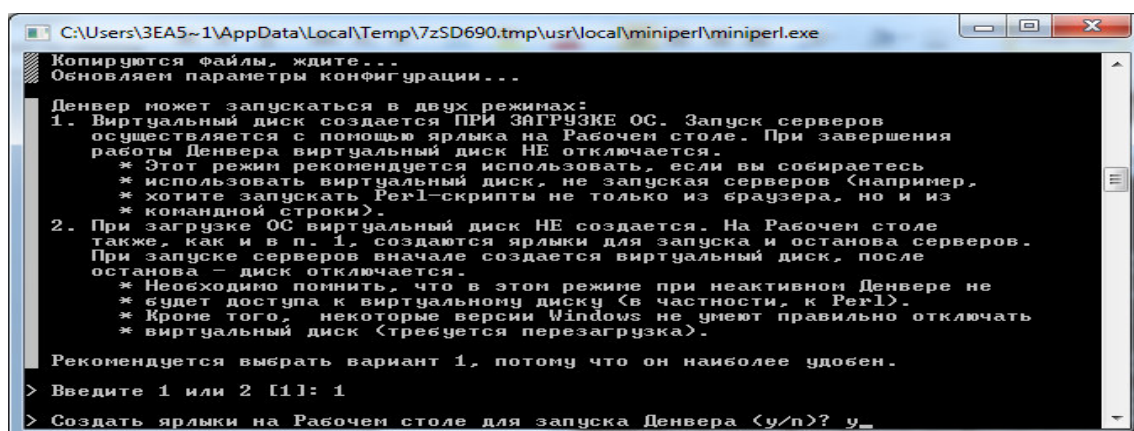 C:\Users\3EA5~1\AppData\Local\Temp\7zSD690.tmp\usr\local\miniperl\miniperl.exe
Копируются файлы, ждите...
Обновляем параметры конфигурации...
Денвер может запускаться в двух режимах:
1. Виртуальный диск создается ПРИ ЗАГРУЗКЕ ОС. Запуск серверов
осуществляется с помощью ярлыка на Рабочем столе. При завершения
работы Денвера виртуальный диск НЕ отключается.
* Этот режим рекомендуется использовать, если вы собираетесь
* использовать виртуальный диск, не запуская серверов (например,
* хотите запускать Perl-скрипты не только из браузера, но и из
* командной строки).
2. При загрузке ОС виртуальный диск НЕ создается. На Рабочем столе
также, как и в п. 1, создаются ярлыки для запуска и останова серверов.
При запуске серверов вначале создается виртуальный диск, после
останова - диск отключается.
* Необходимо помнить, что в этом режиме при неактивном Денвере не
* будет доступа к виртуальному диску (в частности, к Perl).
* Кроме того, некоторые версии Windows не умеют правильно отключать
* виртуальный диск (требуется перезагрузка).
Рекомендуется выбрать вариант 1, потому что он наиболее удобен.
> Введите 1 или 2 [1]: 1
> Создать ярлыки на Рабочем столе для запуска Денвера (y/n)? y_